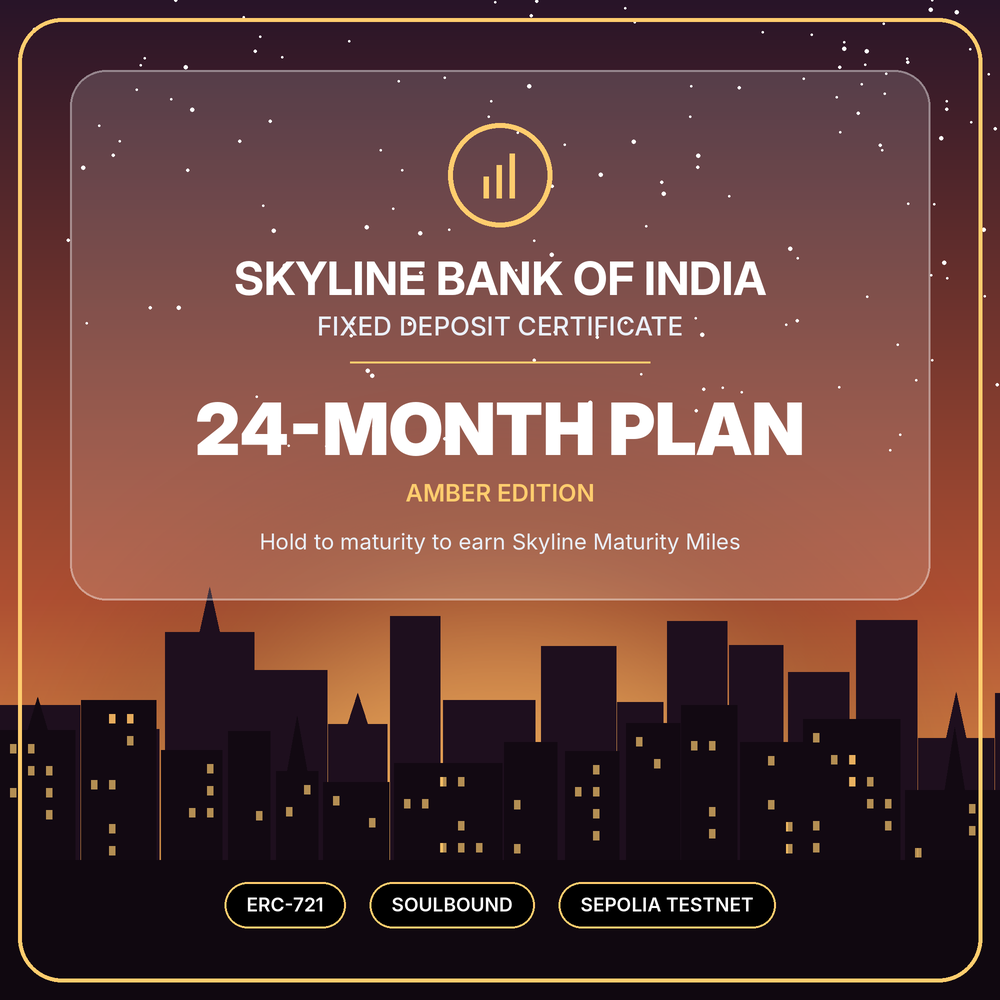 SKYLINE BANK OF INDIA
FIXED DEPOSIT CERTIFICATE
24-MONTH PLAN
AMBER EDITION
Hold to maturity to earn Skyline Maturity Miles
ERC-721 SOULBOUND SEPOLIA TESTNET